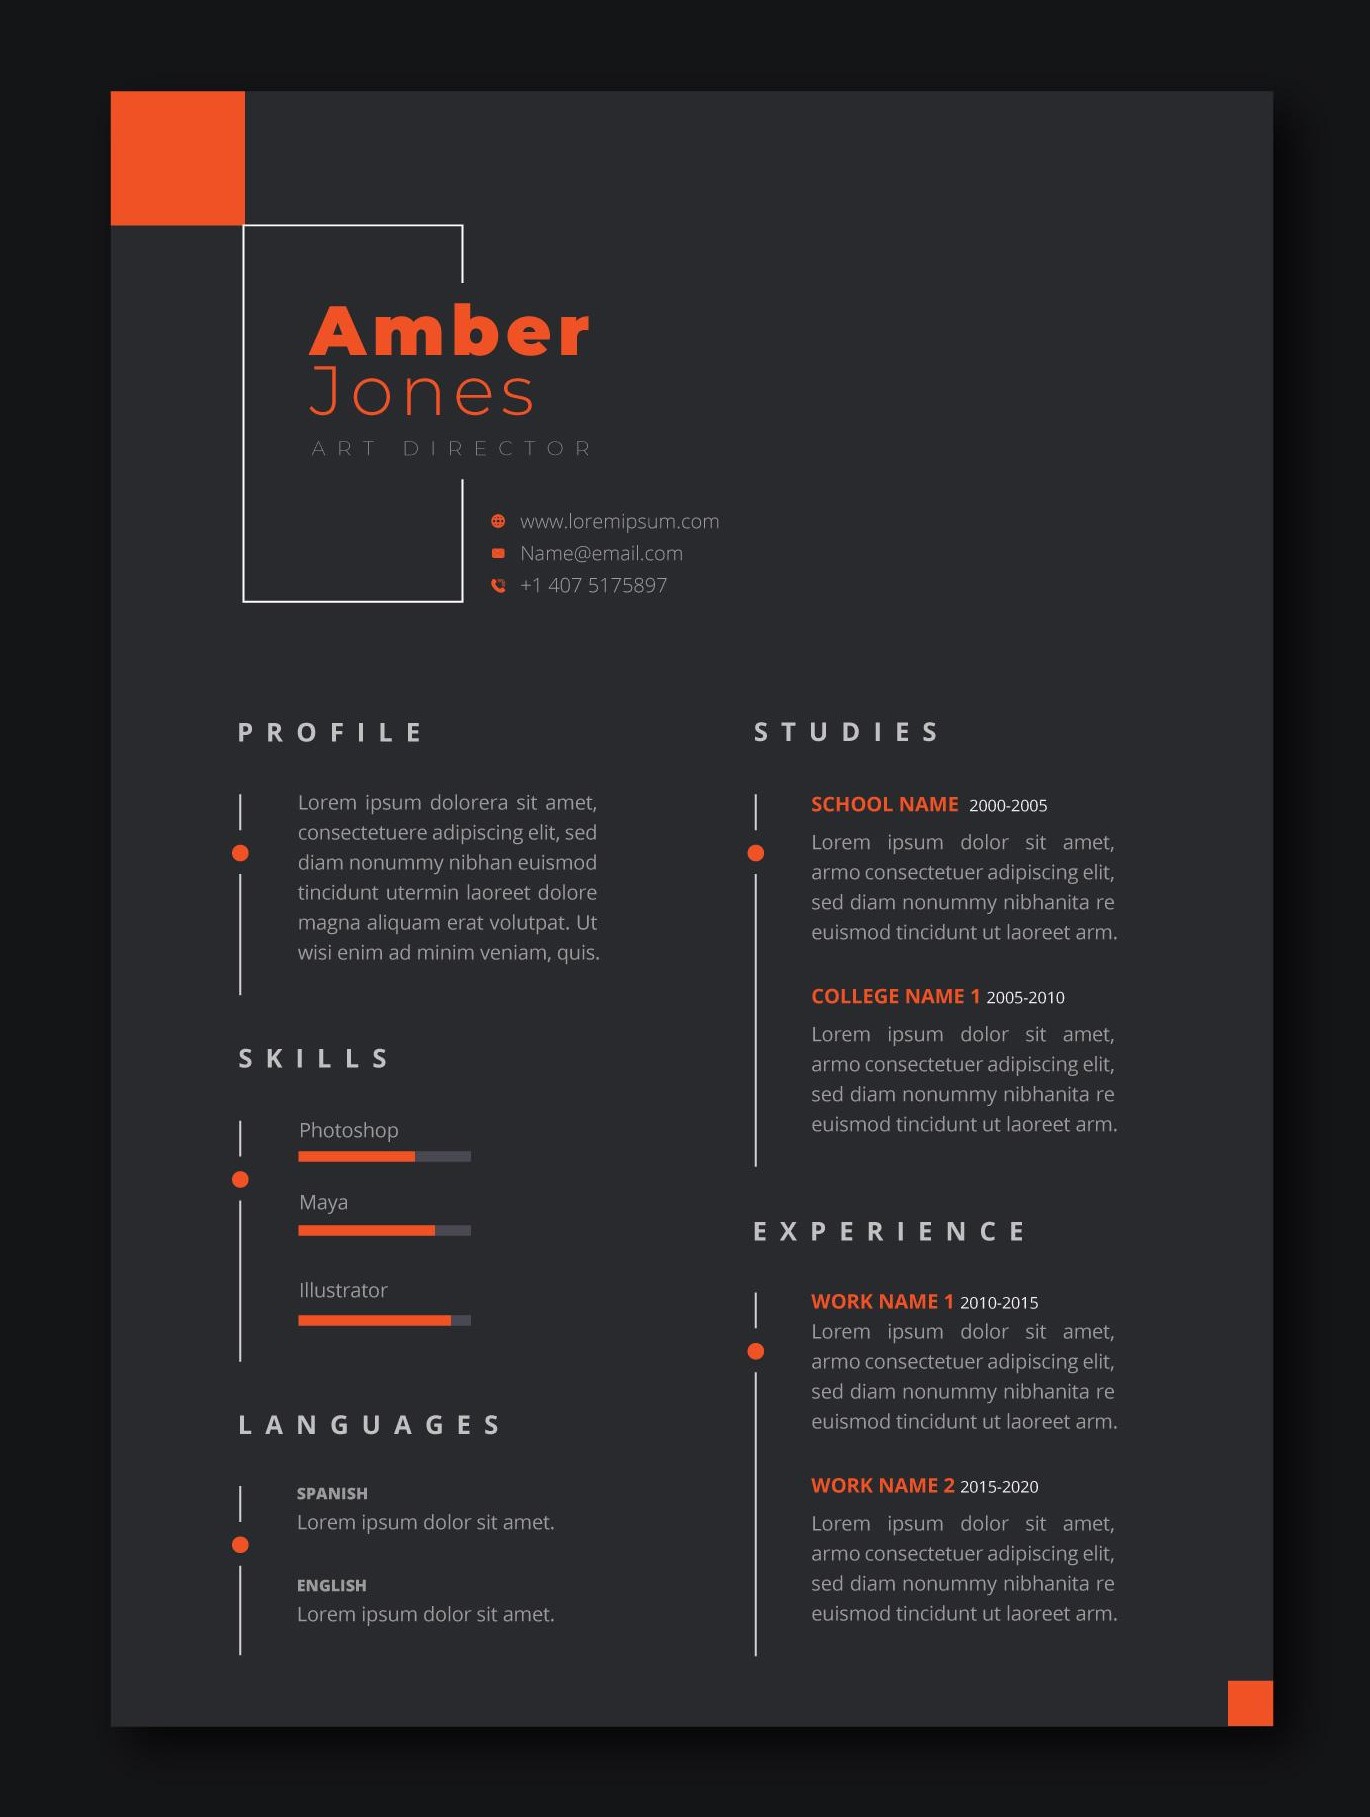 Amber
Jones
ART DIRECTOR
www.loremipsum.com
Name@email.com
+1 407 5175897
PROFILE
Lorem ipsum dolorera sit amet,
consectetuere adipiscing elit, sed
diam nonummy nibhan euismod
tincidunt utermin laoreet dolore
magna aliquam erat volutpat. Ut
wisi enim ad minim veniam, quis.
SKILLS
Photoshop
Maya
Illustrator
LANGUAGES
SPANISH
Lorem ipsum dolor sit amet.
ENGLISH
Lorem ipsum dolor sit amet.
STUDIES
SCHOOL NAME 2000-2005
Lorem ipsum dolor sit amet,
armo consectetuer adipiscing elit,
sed diam nonummy nibhanita re
euismod tincidunt ut laoreet arm.
COLLEGE NAME 1 2005-2010
Lorem ipsum dolor sit amet,
armo consectetuer adipiscing elit,
sed diam nonummy nibhanita re
euismod tincidunt ut laoreet arm.
EXPERIENCE
WORK NAME 1 2010-2015
Lorem ipsum dolor sit amet,
armo consectetuer adipiscing elit,
sed diam nonummy nibhanita re
euismod tincidunt ut laoreet arm.
WORK NAME 2 2015-2020
Lorem ipsum dolor sit amet,
armo consectetuer adipiscing elit,
sed diam nonummy nibhanita re
euismod tincidunt ut laoreet arm.